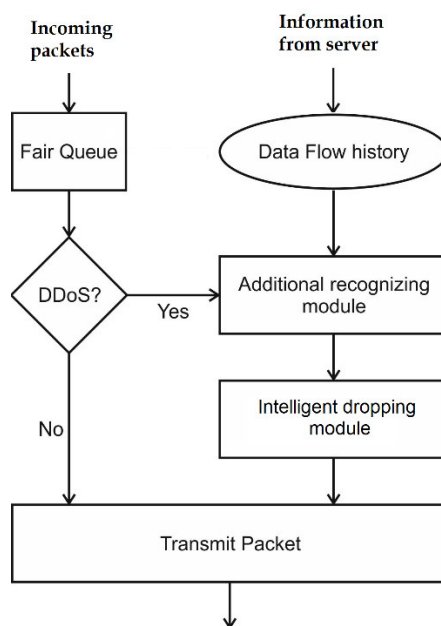 Incoming
packets
Information
from server
Fair Queue
Data Flow history
DDoS?
Yes
Additional recognizing
module
No
Intelligent dropping
module
Transmit Packet